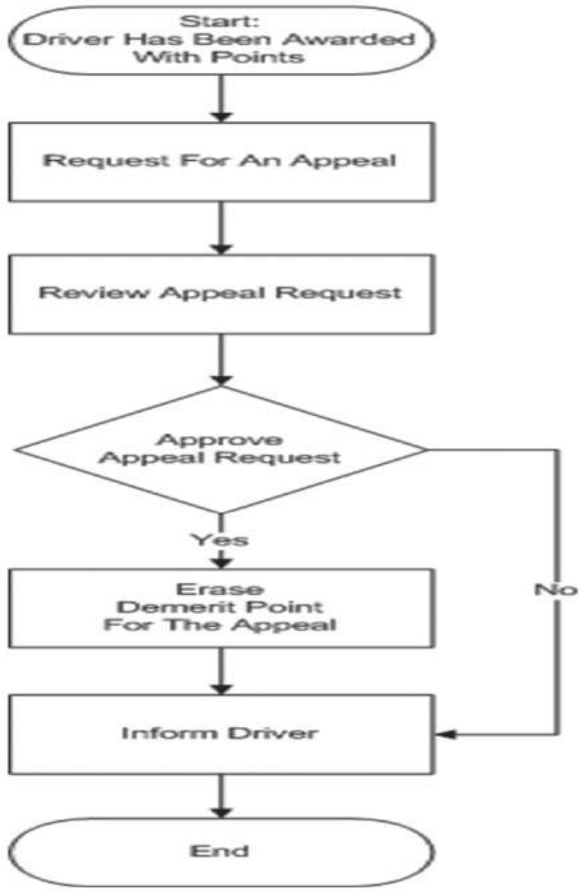 Start:
Driver Has Been Awarded
With Points
Request For An Appeal
Review Appeal Request
Approve
Appeal Request
Yes
Erase
Demerit Point
For The Appeal
No
Inform Driver
End